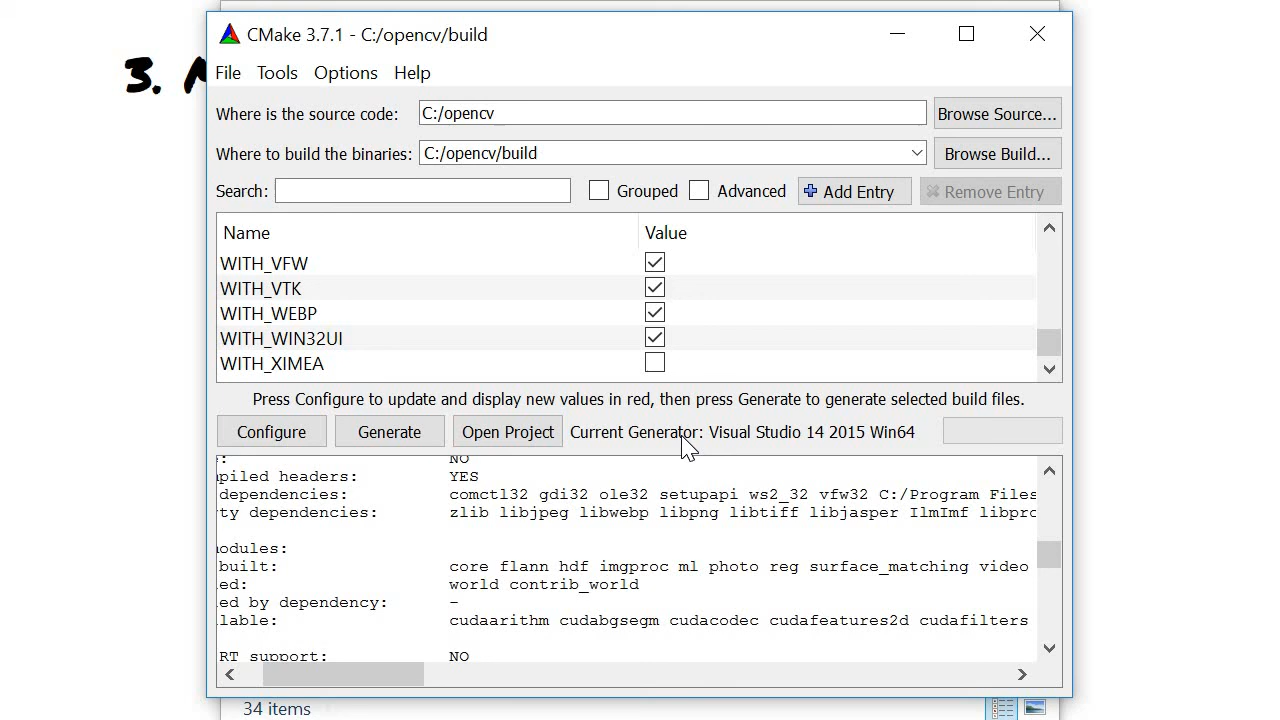 3.
CMake 3.7.1 - C:/opencv/build
File Tools Options Help
Where is the source code: C:/opencv Browse Source...
Where to build the binaries: C:/opencv/build Browse Build...
Search: Grouped Advanced Add Entry Remove Entry
Name Value
WITH_VFW
WITH_VTK
WITH_WEBP
WITH_WIN32UI
WITH_XIMEA
Press Configure to update and display new values in red, then press Generate to generate selected build files.
Configure Generate Open Project Current Generator: Visual Studio 14 2015 Win64
: NO
piled headers: YES
dependencies: comctl32 gdi32 ole32 setupapi ws2_32 vfw32 C:/Program Files
ty dependencies: zlib libjpeg libwebp libpng libtiff libjasper IlmImf libpro
odules:
built: core flann hdf imgproc ml photo reg surface_matching video
ed: world contrib_world
ed by dependency: -
lable: cudaarithm cudabgsegm cudacodec cudafeatures2d cudafilters
RT support: NO
34 items